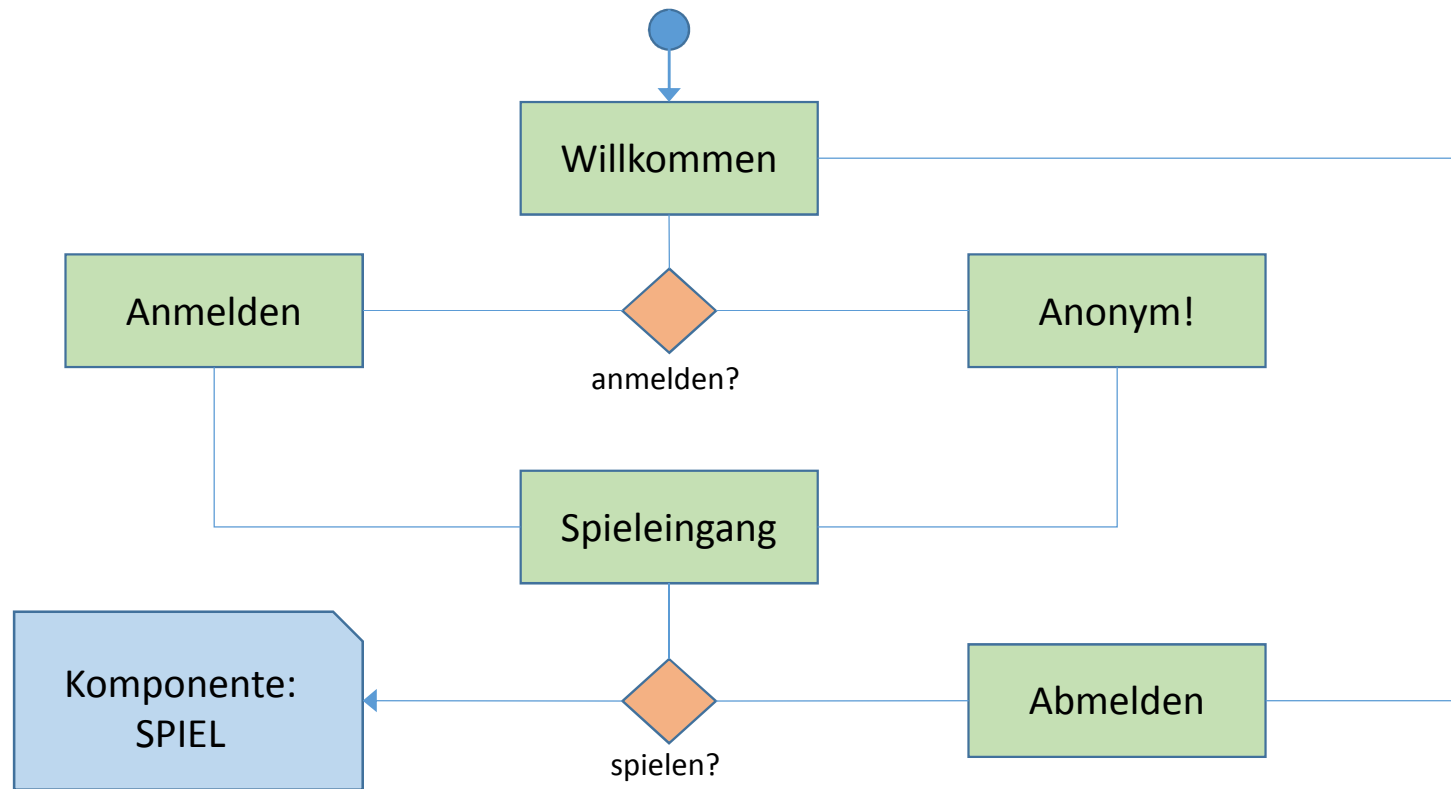 Willkommen
Anmelden
Anonym!
anmelden?
Spieleingang
Komponente:
SPIEL
Abmelden
spielen?